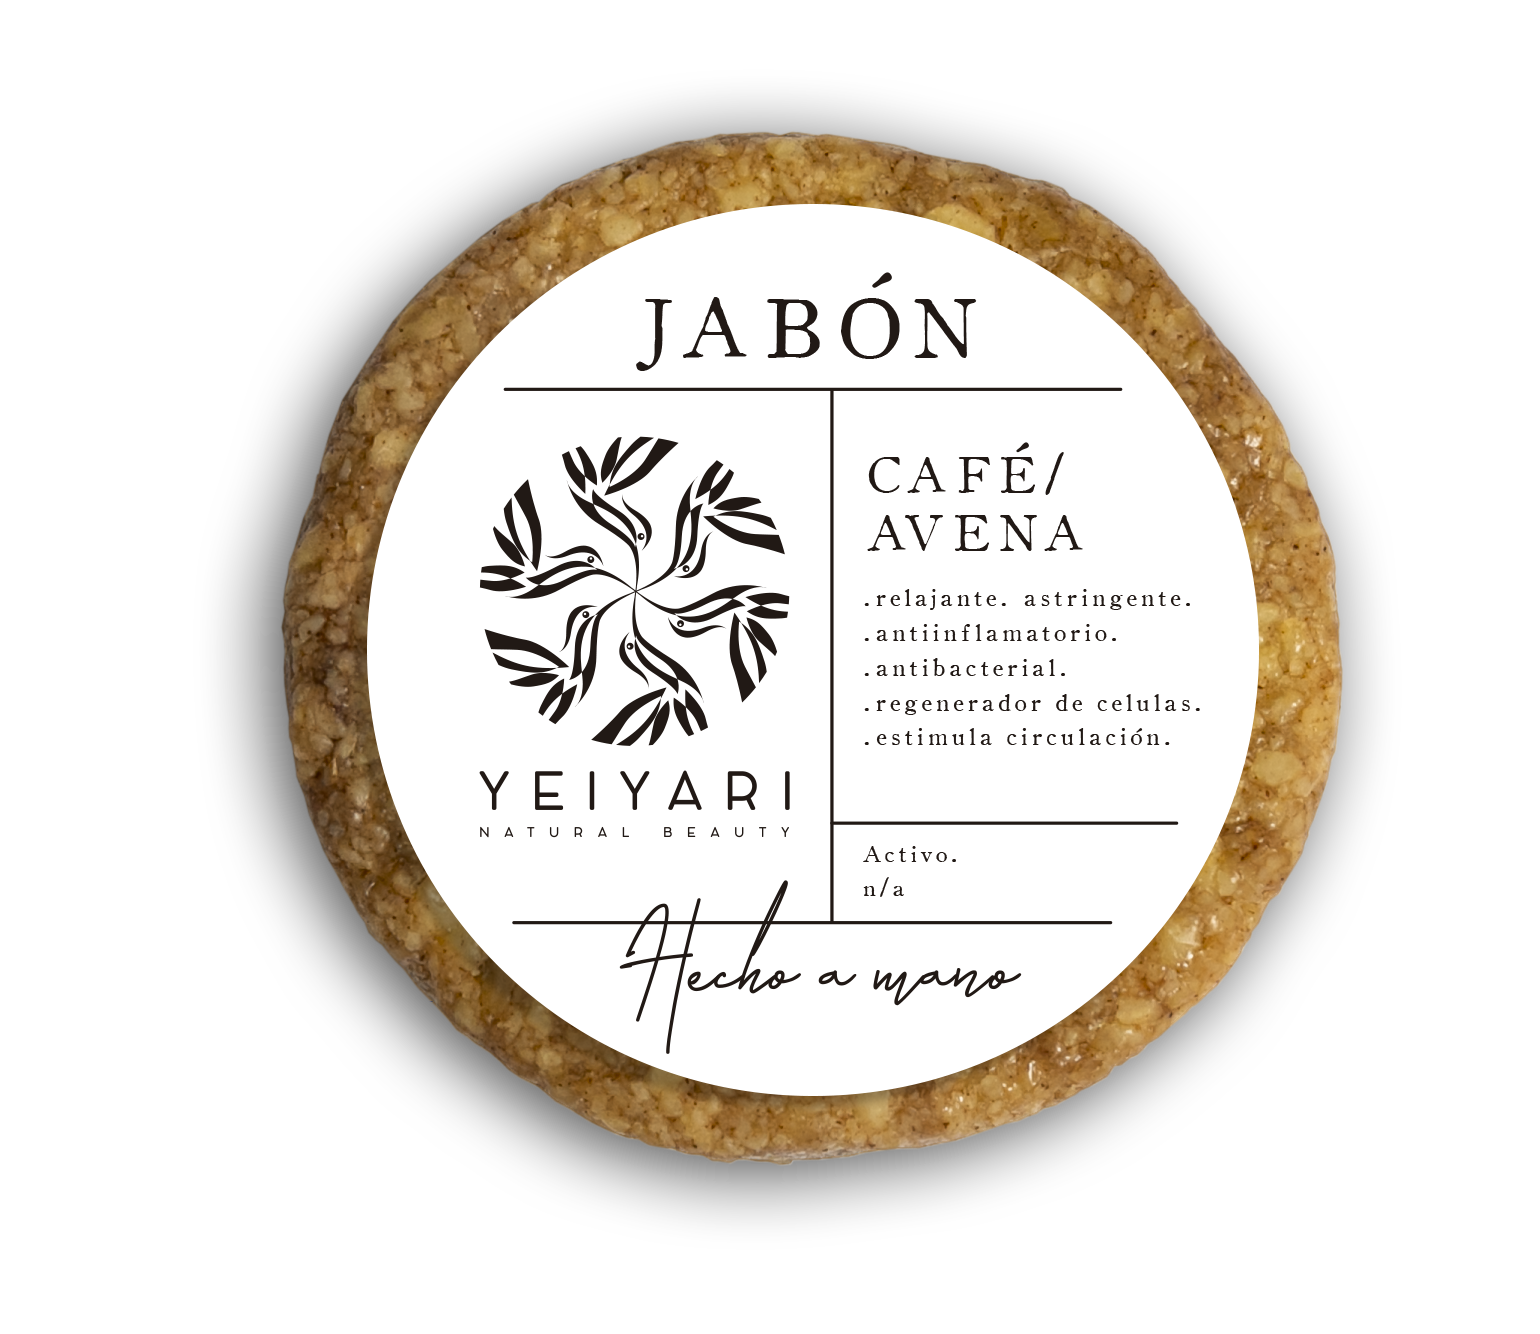 JABÓN
YEIYARI
NATURAL BEAUTY
CAFÉ/
AVENA
.relajante. astringente.
.antiinflamatorio.
.antibacterial.
.regenerador de celulas.
.estimula circulación.
Activo.
n/a
Hecho a mano